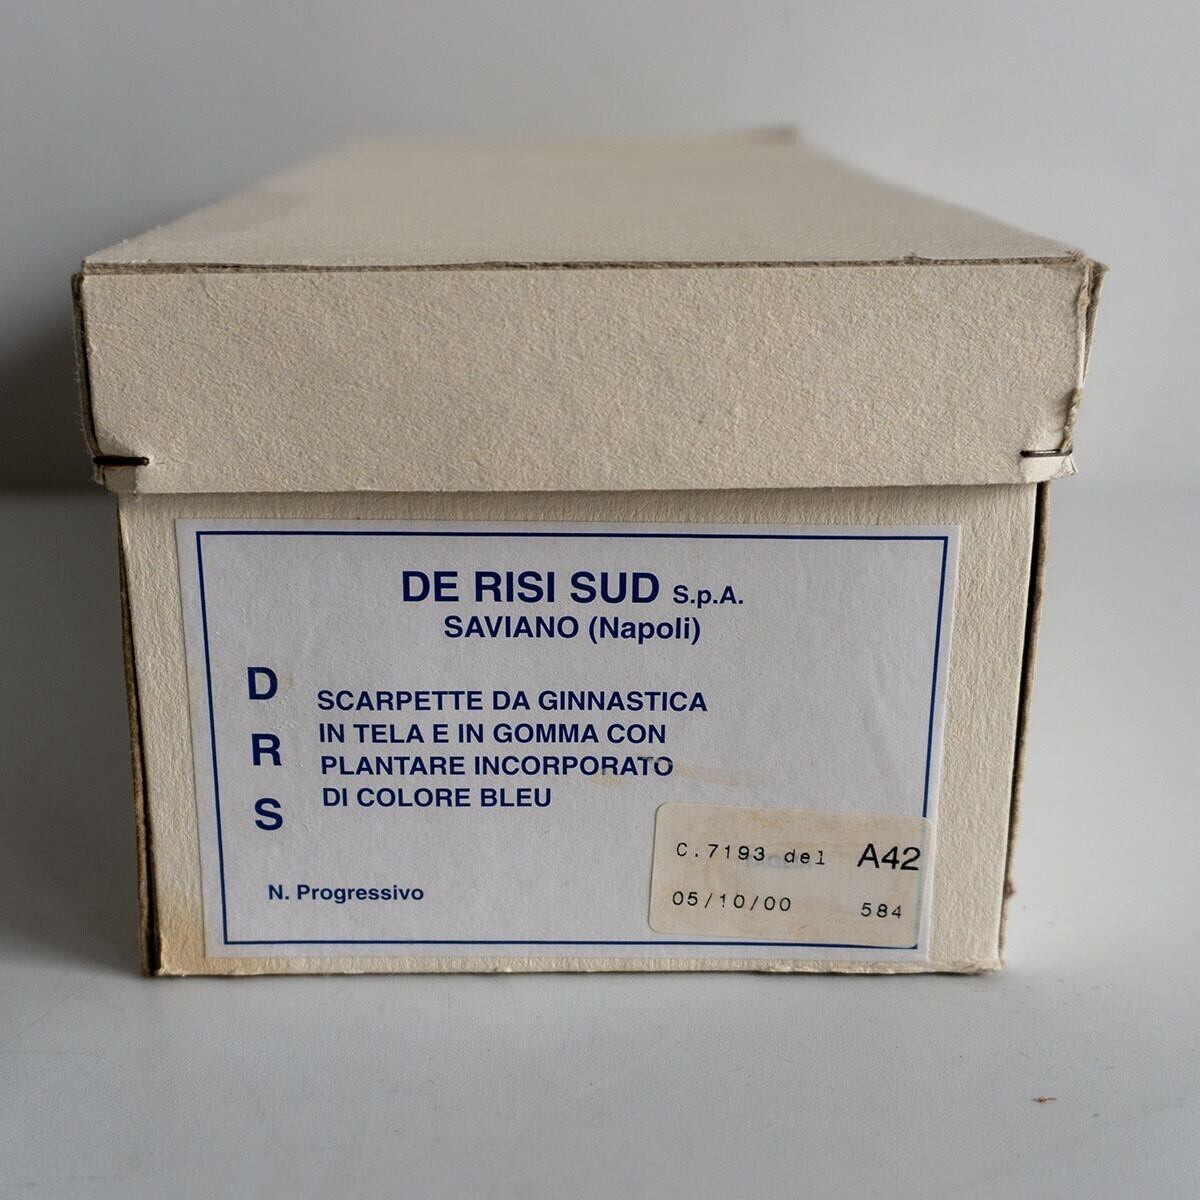 DE RISI SUD S.p.A.
SAVIANO (Napoli)
D
R
S
SCARPETTE DA GINNASTICA
IN TELA E IN GOMMA CON
PLANTARE INCORPORATO
DI COLORE BLEU
N. Progressivo
C.7193 del A42
05/10/00 584